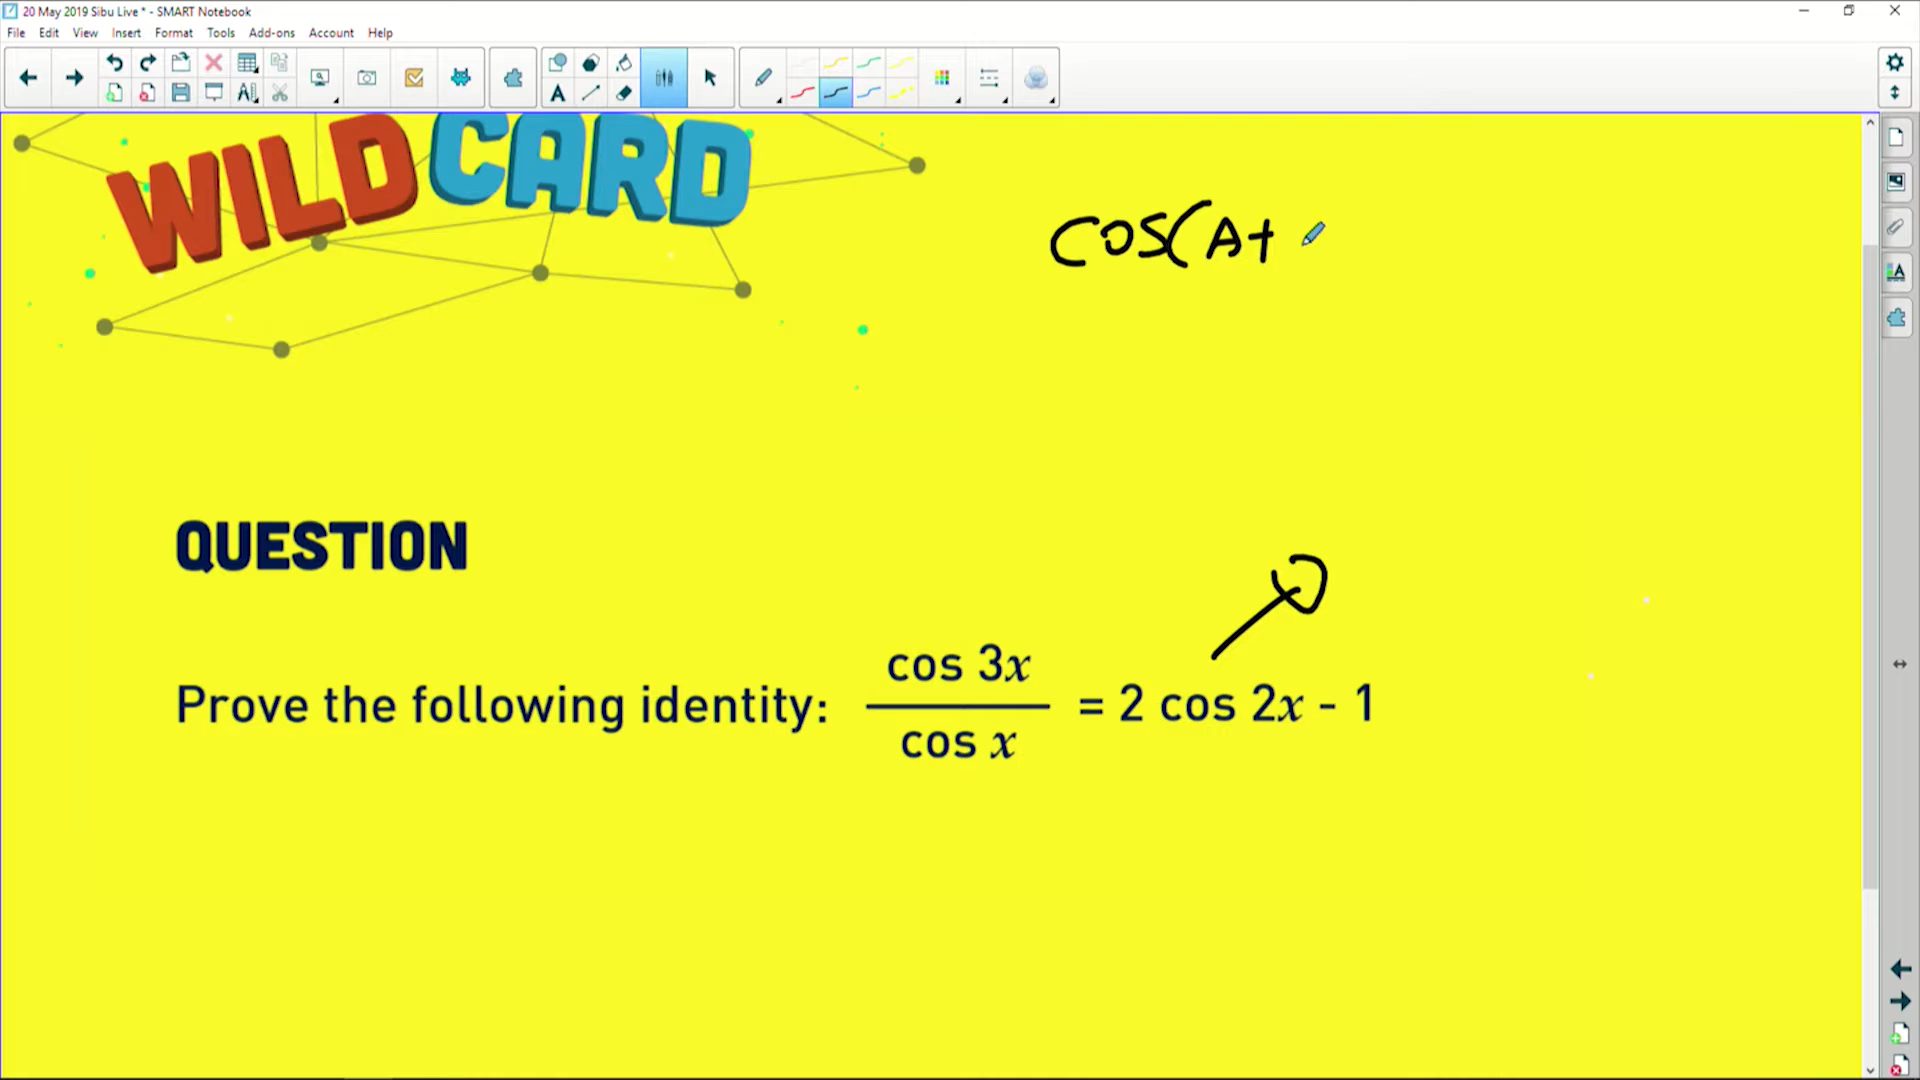 20 May 2019 Sibu Live * - SMART Notebook
File Edit View Insert Format Tools Add-ons Account Help
WILD CARD
cos(A+
QUESTION
Prove the following identity: cos 3x / cos x = 2 cos 2x - 1